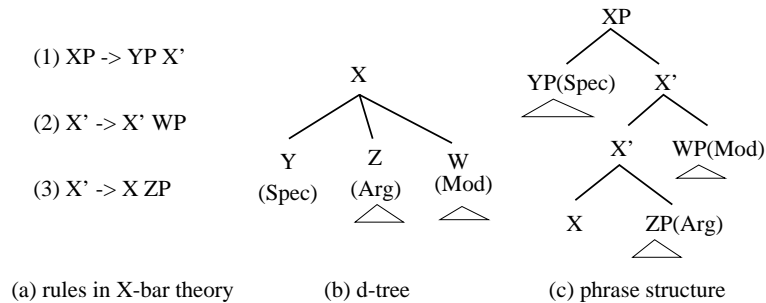 XP
(1) XP -> YP X’
YP(Spec) X’
X
(2) X’ -> X’ WP
X’ WP(Mod)
Y Z W
(Spec) (Arg) (Mod)
(3) X’ -> X ZP
X ZP(Arg)
(a) rules in X-bar theory (b) d-tree (c) phrase structure